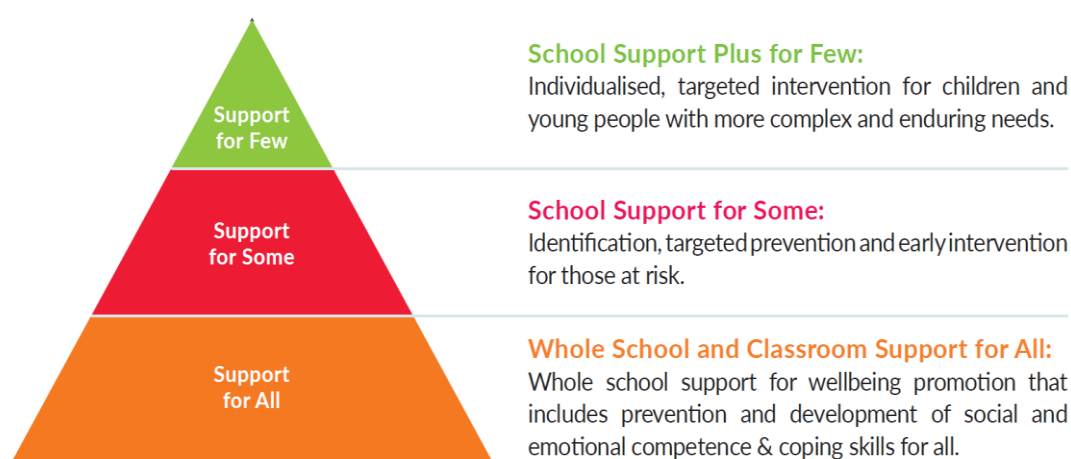 Support
for Few
School Support Plus for Few:
Individualised, targeted intervention for children and
young people with more complex and enduring needs.
Support
for Some
School Support for Some:
Identification, targeted prevention and early intervention
for those at risk.
Support
for All
Whole School and Classroom Support for All:
Whole school support for wellbeing promotion that
includes prevention and development of social and
emotional competence & coping skills for all.